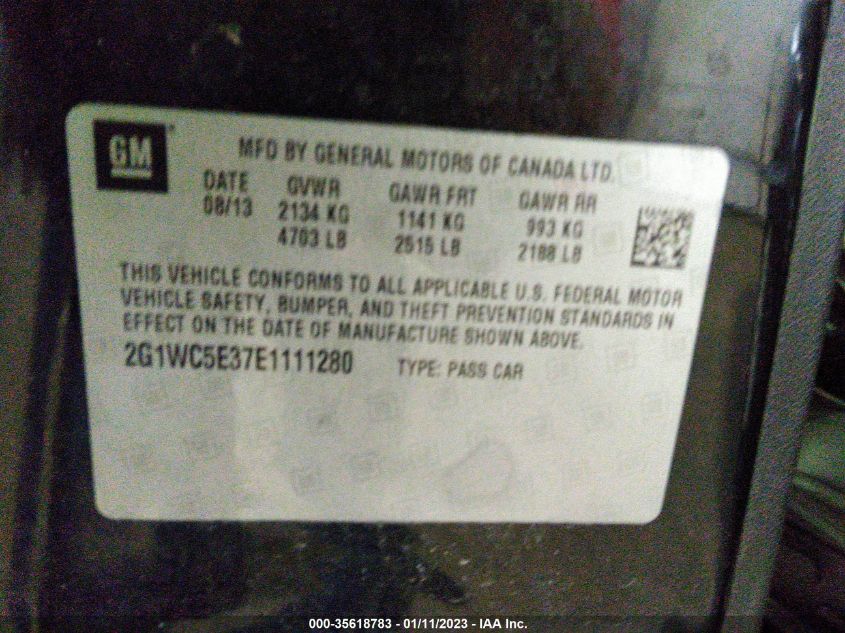 GM
MFD BY GENERAL MOTORS OF CANADA LTD.
DATE GVWR GAWR FRT GAWR RR
08/13 2134 KG 1141 KG 993 KG
4703 LB 2515 LB 2188 LB
THIS VEHICLE CONFORMS TO ALL APPLICABLE U.S. FEDERAL MOTOR
VEHICLE SAFETY, BUMPER, AND THEFT PREVENTION STANDARDS IN
EFFECT ON THE DATE OF MANUFACTURE SHOWN ABOVE.
2G1WC5E37E1111280 TYPE: PASS CAR
000-35618783 - 01/11/2023 - IAA Inc.